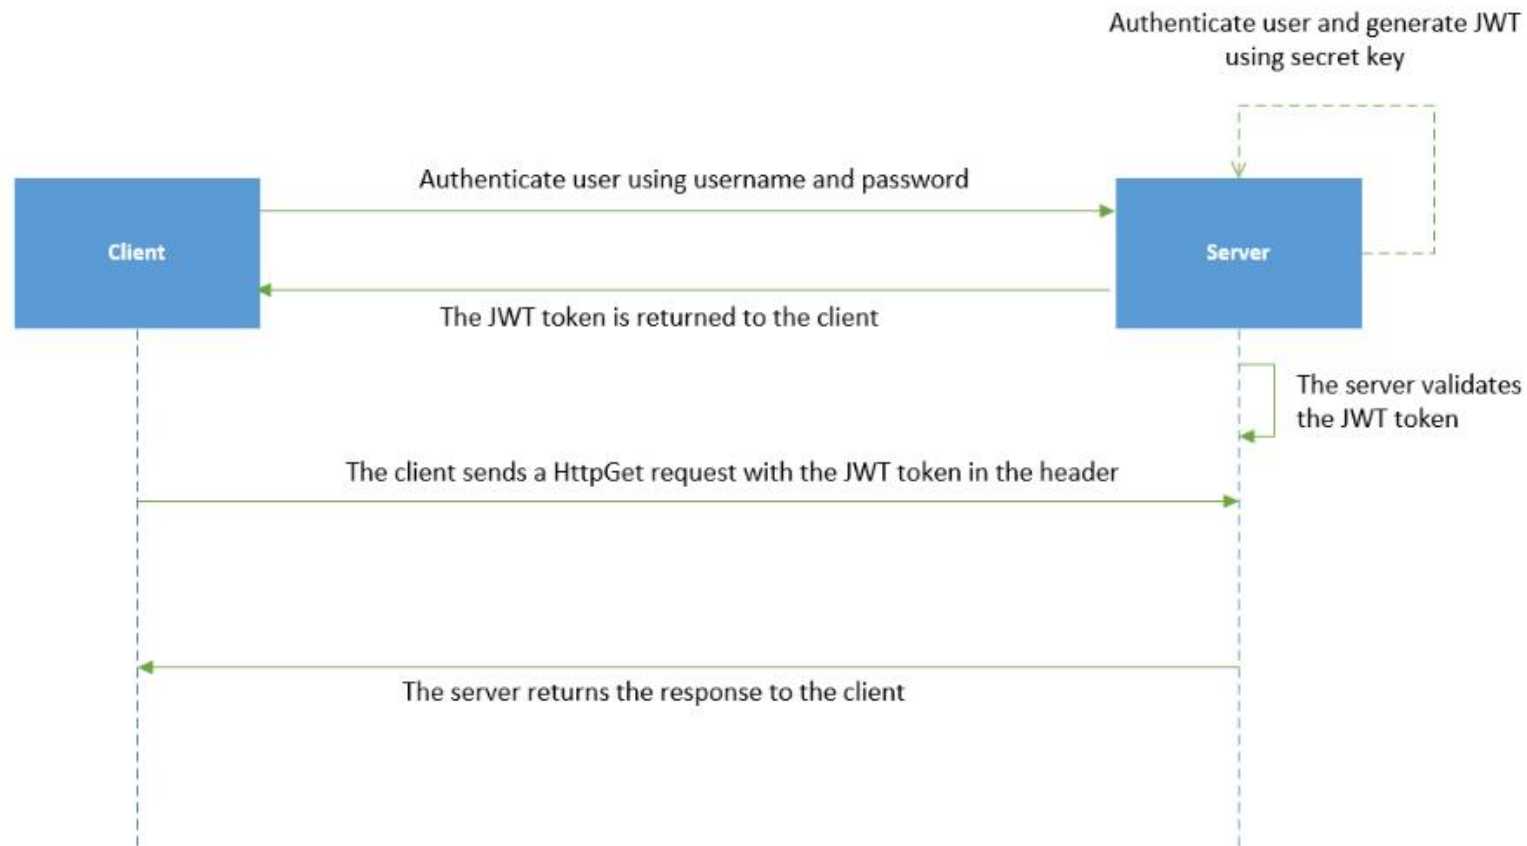 Authenticate user and generate JWT
using secret key
Authenticate user using username and password
Client
Server
The JWT token is returned to the client
The server validates
the JWT token
The client sends a HttpGet request with the JWT token in the header
The server returns the response to the client